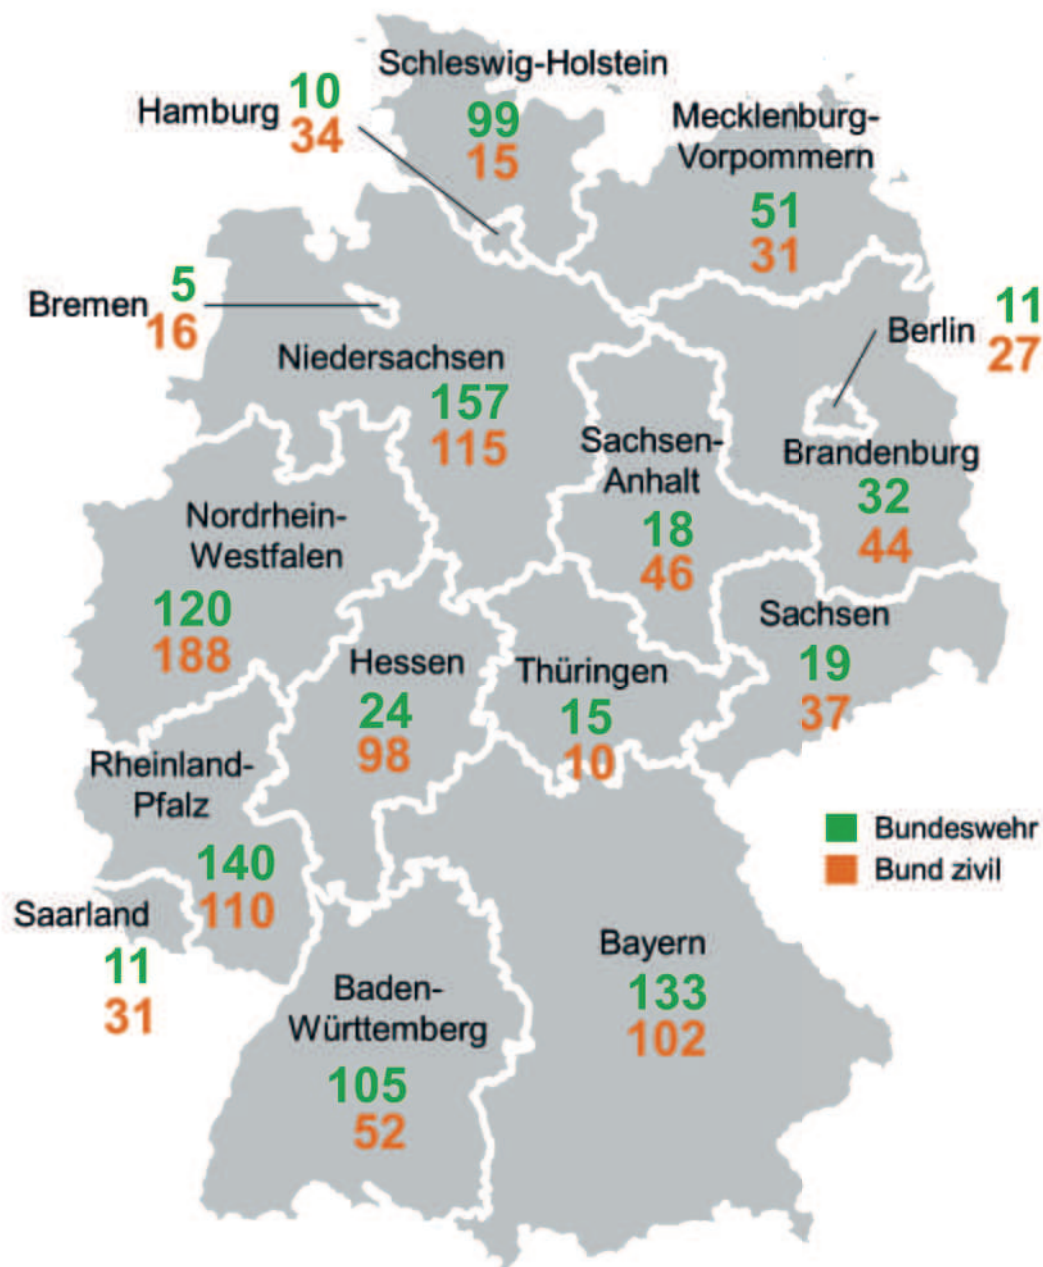 Schleswig-Holstein
99
15
Hamburg
10
34
Mecklenburg-
Vorpommern
51
31
Bremen
5
16
Berlin
11
27
Niedersachsen
157
115
Sachsen-
Anhalt
18
46
Brandenburg
32
44
Nordrhein-
Westfalen
120
188
Sachsen
19
37
Hessen
24
98
Thüringen
15
10
Rheinland-
Pfalz
140
110
Bundeswehr
Bund zivil
Saarland
11
31
Bayern
133
102
Baden-
Württemberg
105
52